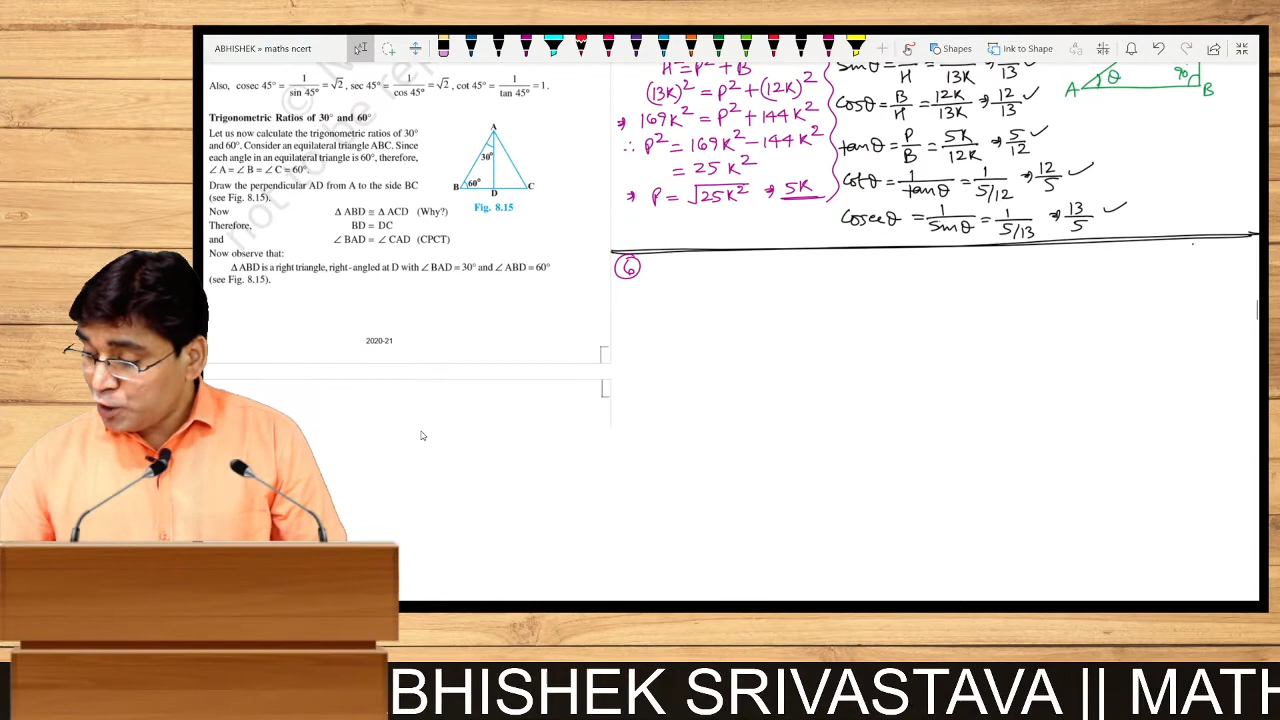 ABHISHEK » maths ncert
Shapes
Ink to Shape
Also, cosec 45° = 1/sin 45° = √2 , sec 45° = 1/cos 45° = √2 , cot 45° = 1/tan 45° = 1.
Trigonometric Ratios of 30° and 60°
Let us now calculate the trigonometric ratios of 30°
and 60°. Consider an equilateral triangle ABC. Since
each angle in an equilateral triangle is 60°, therefore,
∠ A = ∠ B = ∠ C = 60°.
Draw the perpendicular AD from A to the side BC
(see Fig. 8.15).
Now Δ ABD ≅ Δ ACD (Why?)
Therefore, BD = DC
and ∠ BAD = ∠ CAD (CPCT)
Now observe that:
Δ ABD is a right triangle, right-angled at D with ∠ BAD = 30° and ∠ ABD = 60°
(see Fig. 8.15).
A
30°
B 60° C
D
Fig. 8.15
2020-21
(13K)² = P² + (12K)²
⇒ 169K² = P² + 144K²
∴ P² = 169K² − 144K²
= 25K²
⇒ P = √25K² ⇒ 5K
cosθ = B/H = 12K/13K ⇒ 12/13 ✓
tanθ = P/B = 5K/12K ⇒ 5/12 ✓
cotθ = 1/tanθ = 1/5/12 ⇒ 12/5 ✓
cosecθ = 1/sinθ = 1/5/13 ⇒ 13/5 ✓
A θ 90° B
6
BHISHEK SRIVASTAVA || MATH